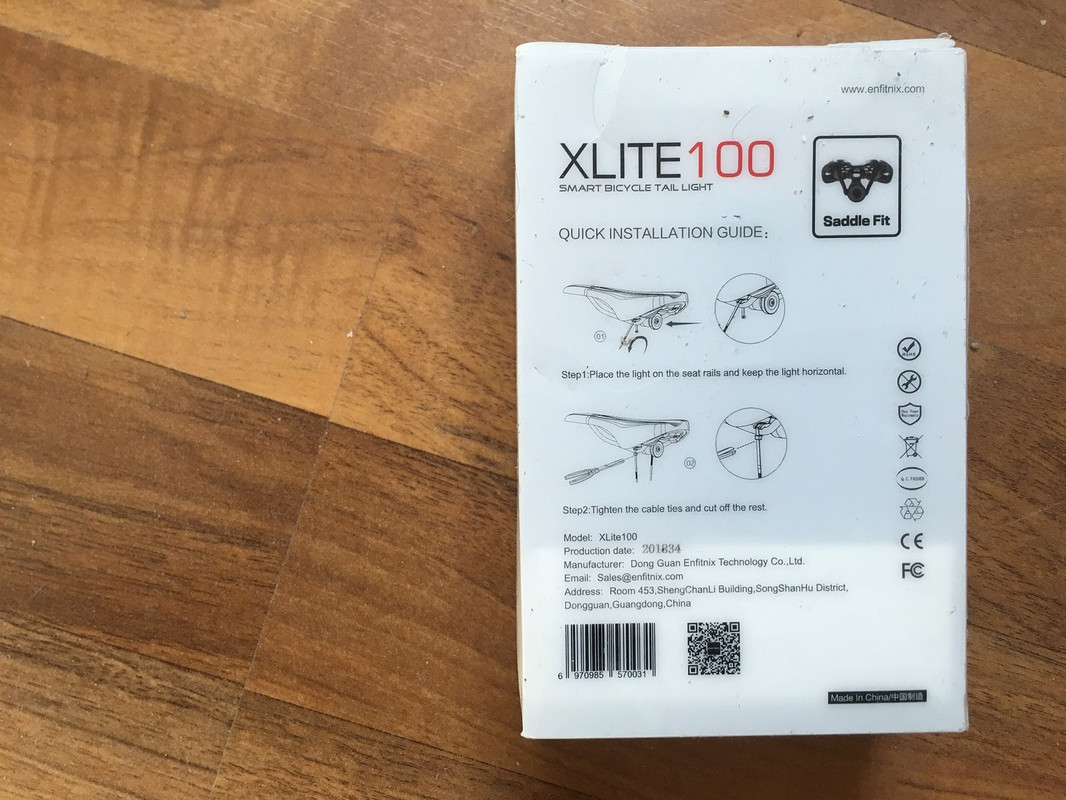 www.enfitnix.com
XLITE100
SMART BICYCLE TAIL LIGHT
Saddle Fit
QUICK INSTALLATION GUIDE:
01
Step1:Place the light on the seat rails and keep the light horizontal.
RoHS
02
Step2:Tighten the cable ties and cut off the rest.
Model: XLite100
Production date: 201834
Manufacturer: Dong Guan Enfitnix Technology Co.,Ltd.
Email: Sales@enfitnix.com
Address: Room 453,ShengChanLi Building,SongShanHu District,
Dongguan,Guangdong,China
CE
FC
6 970985 570031
Made In China/中国制造